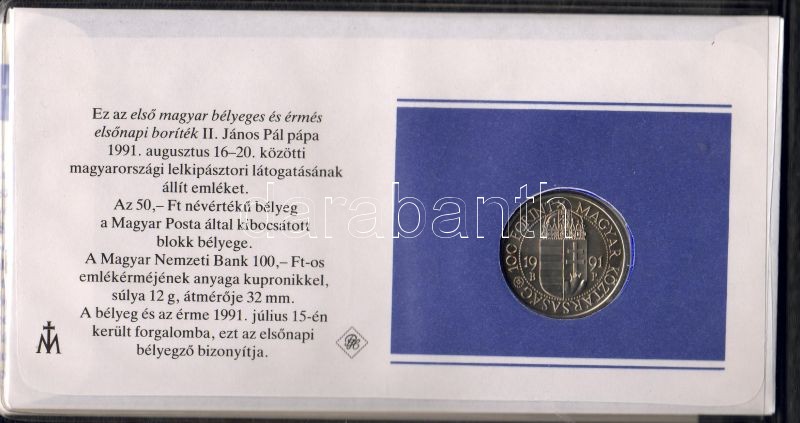 Ez az első magyar bélyeges és érmés
elsőnapi boríték II. János Pál pápa
1991. augusztus 16–20. közötti
magyarországi lelkipásztori látogatásának
állít emléket.
Az 50,– Ft névértékű bélyeg
a Magyar Posta által kibocsátott
blokk bélyege.
A Magyar Nemzeti Bank 100,– Ft-os
emlékérméjének anyaga kupronikkel,
súlya 12 g, átmérője 32 mm.
A bélyeg és az érme 1991. július 15-én
került forgalomba, ezt az elsőnapi
bélyegző bizonyítja.
100 FORINT MAGYAR KÖZTÁRSASÁG
19 91
darabanth